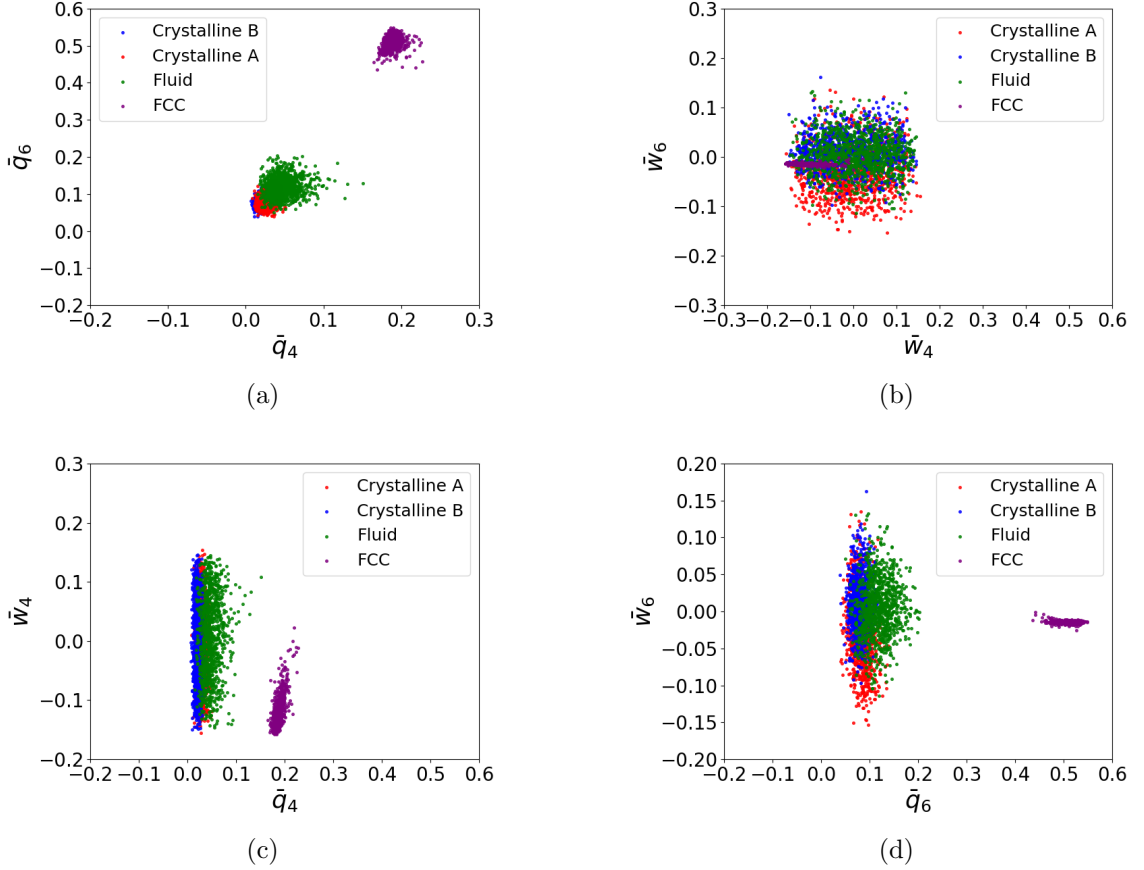 0.6
0.5
0.4
0.3
0.2
0.1
0.0
−0.1
−0.2
−0.2
−0.1
0.0
0.1
0.2
0.3
q̄6
q̄4
Crystalline B
Crystalline A
Fluid
FCC
(a)
0.3
0.2
0.1
0.0
−0.1
−0.2
−0.3
−0.3
−0.2
−0.1
0.0
0.1
0.2
0.3
0.4
0.5
0.6
w̄6
w̄4
Crystalline A
Crystalline B
Fluid
FCC
(b)
0.3
0.2
0.1
0.0
−0.1
−0.2
−0.2
−0.1
0.0
0.1
0.2
0.3
0.4
0.5
0.6
w̄4
q̄4
Crystalline A
Crystalline B
Fluid
FCC
(c)
0.20
0.15
0.10
0.05
0.00
−0.05
−0.10
−0.15
−0.20
−0.2
−0.1
0.0
0.1
0.2
0.3
0.4
0.5
0.6
w̄6
q̄6
Crystalline A
Crystalline B
Fluid
FCC
(d)